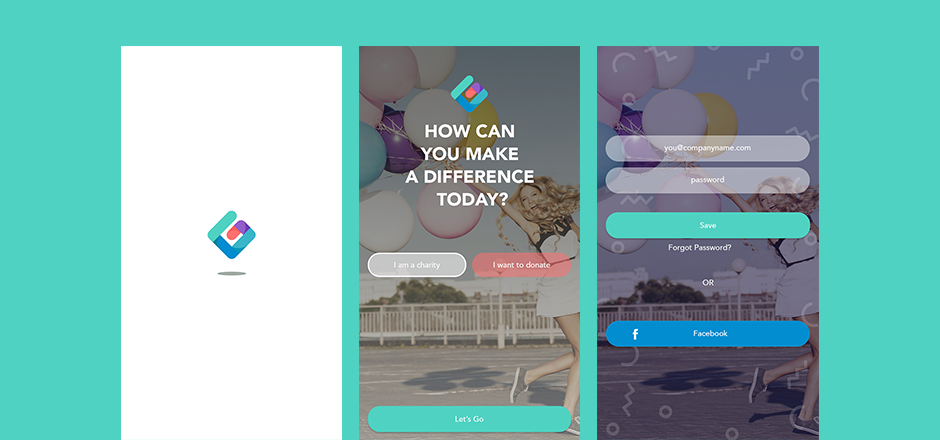 HOW CAN
YOU MAKE
A DIFFERENCE
TODAY?
I am a charity
I want to donate
Let's Go
you@companyname.com
password
Save
Forgot Password?
OR
f
Facebook